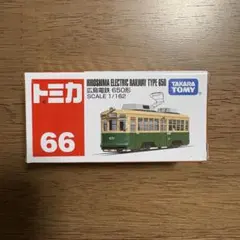 トミカ
66
HIROSHIMA ELECTRIC RAILWAY TYPE 650
広島電鉄 650形
SCALE 1/162
TAKARA
TOMY